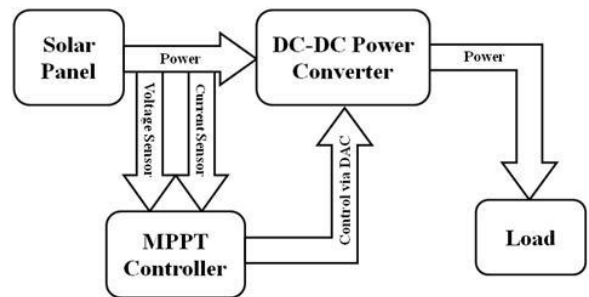 Solar
Panel
Power
DC-DC Power
Converter
Power
Voltage Sensor
Current Sensor
Control via DAC
MPPT
Controller
Load